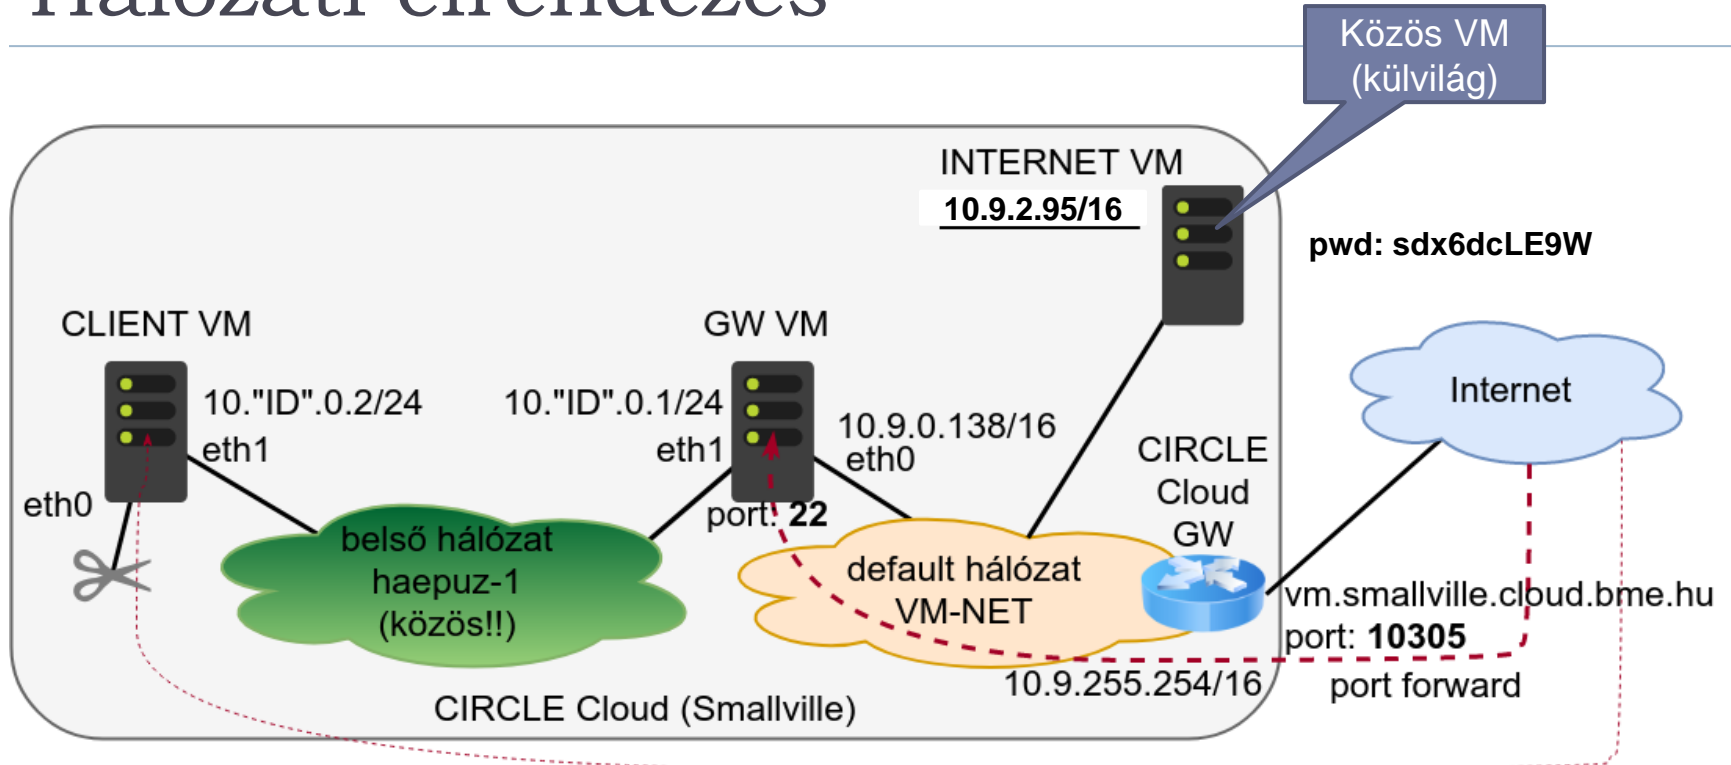 Hálózati elrendezés
Közös VM
(külvilág)
INTERNET VM
10.9.2.95/16
pwd: sdx6dcLE9W
CLIENT VM
GW VM
10."ID".0.2/24
eth1
eth0
10."ID".0.1/24
eth1
10.9.0.138/16
eth0
port: 22
CIRCLE
Cloud
GW
Internet
belső hálózat
haepuz-1
(közös!!)
default hálózat
VM-NET
vm.smallville.cloud.bme.hu
port: 10305
port forward
10.9.255.254/16
CIRCLE Cloud (Smallville)